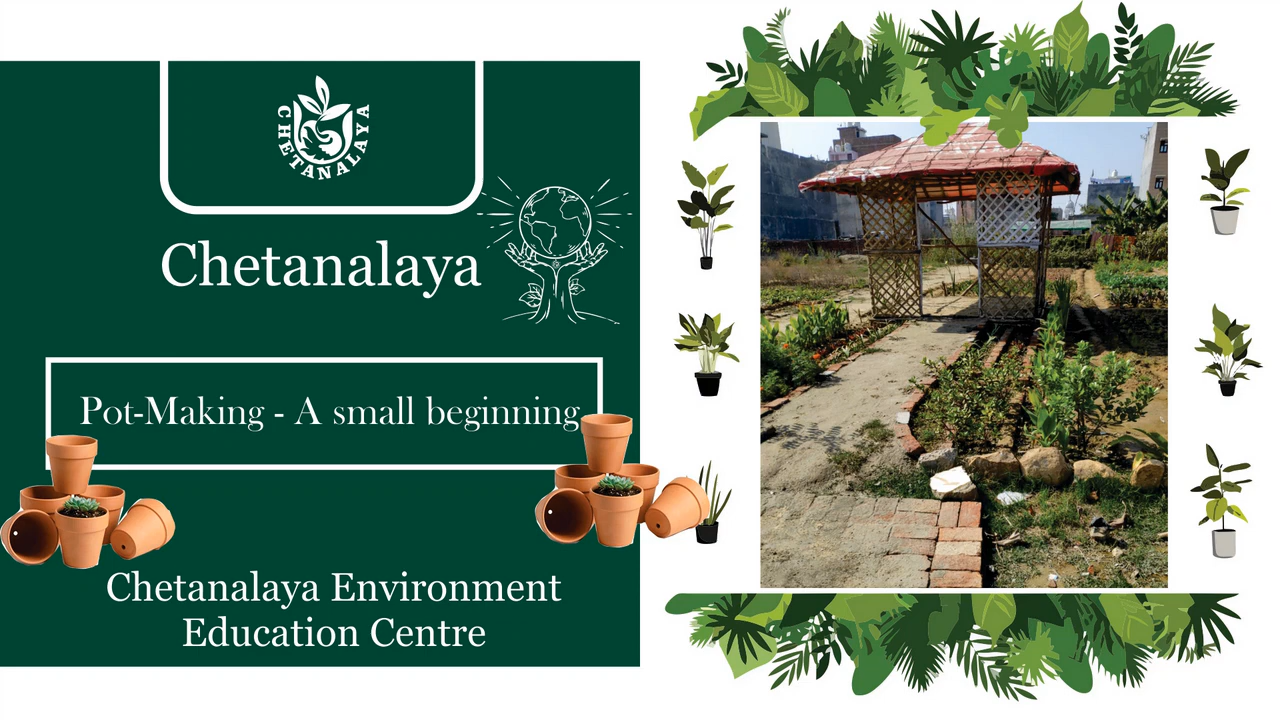 CHETANALAYA
Chetanalaya
Pot-Making - A small beginning
Chetanalaya Environment
Education Centre